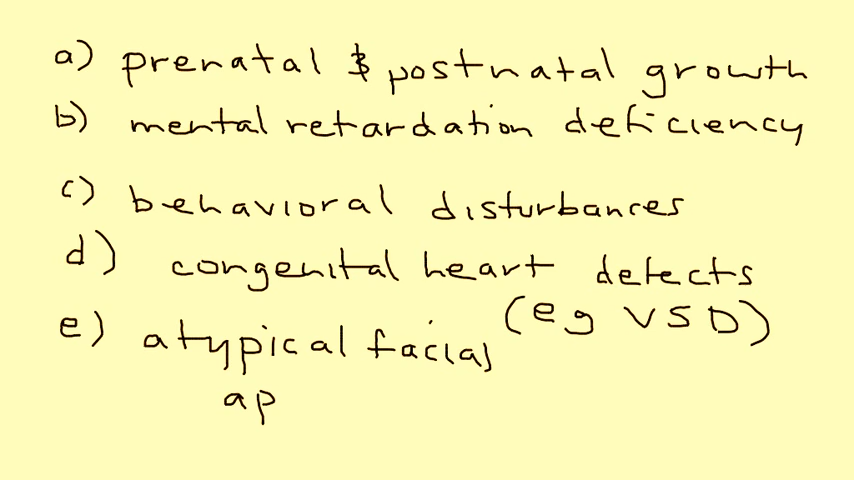 a) prenatal & postnatal growth
b) mental retardation deficiency
c) behavioral disturbances
d) congenital heart defects
(eg VSD)
e) atypical facial
ap